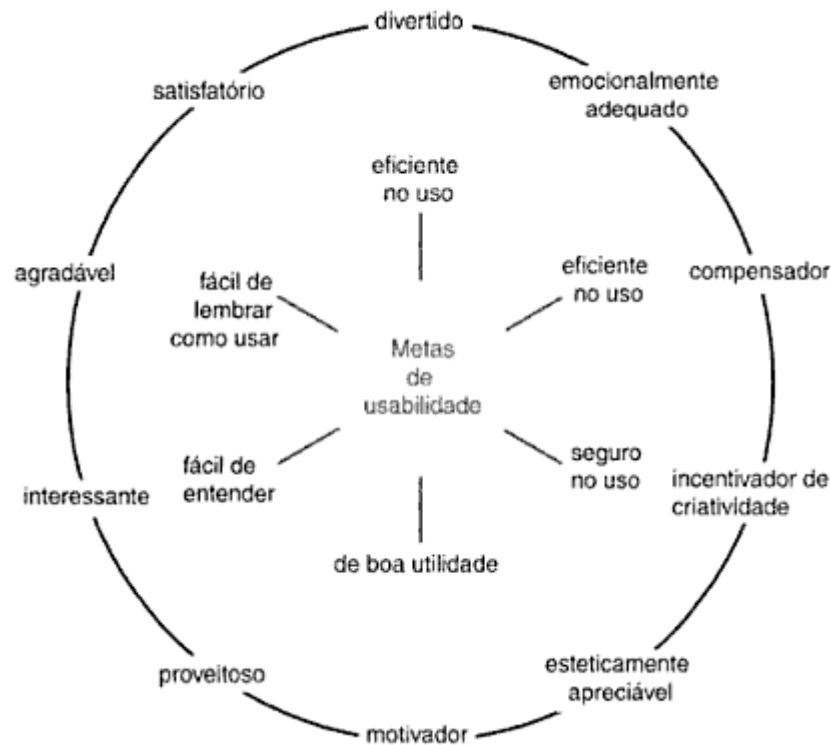 divertido
emocionalmente
adequado
satisfatório
eficiente
no uso
agradável
fácil de
lembrar
como usar
eficiente
no uso
compensador
Metas
de
usabilidade
fácil de
entender
seguro
no uso
interessante
incentivador de
criatividade
de boa utilidade
proveitoso
esteticamente
apreciável
motivador